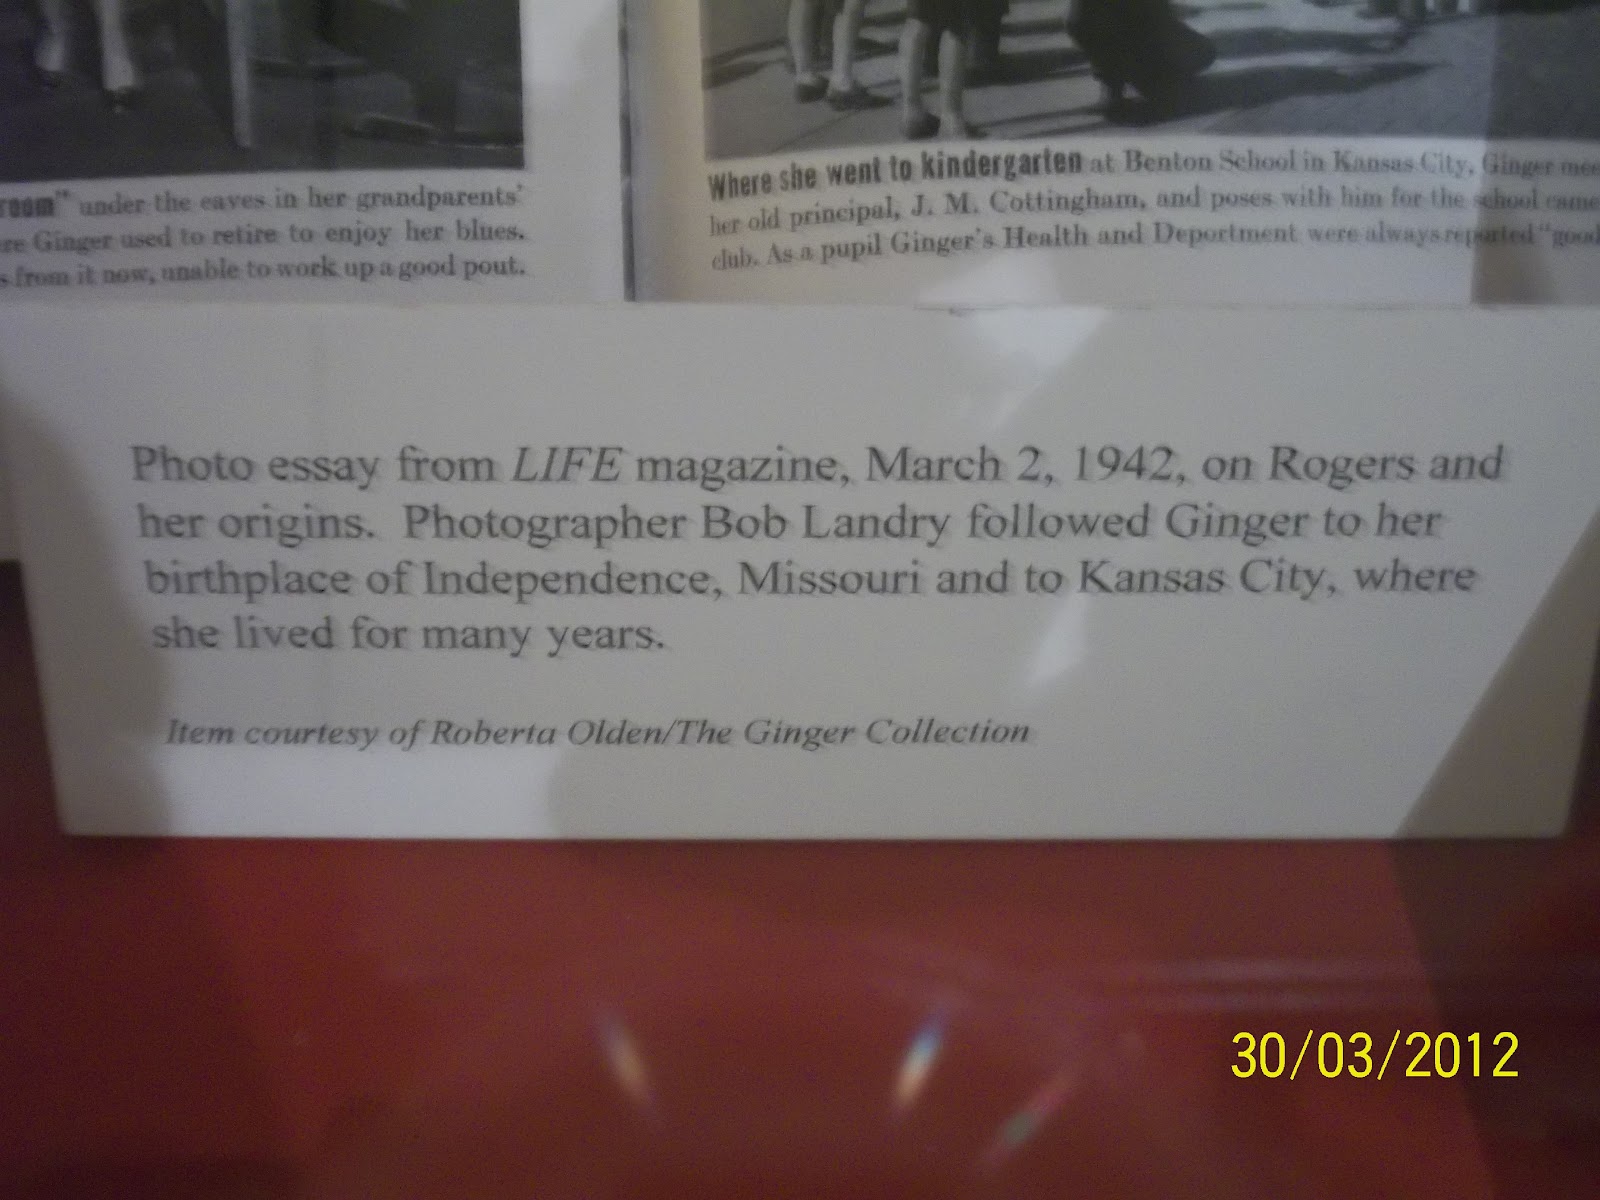 room" under the eaves in her grandparents'
re Ginger used to retire to enjoy her blues.
s from it now, unable to work up a good pout.
Where she went to kindergarten at Benton School in Kansas City, Ginger mee
her old principal, J. M. Cottingham, and poses with him for the school came
club. As a pupil Ginger's Health and Deportment were always reported "good
Photo essay from LIFE magazine, March 2, 1942, on Rogers and
her origins. Photographer Bob Landry followed Ginger to her
birthplace of Independence, Missouri and to Kansas City, where
she lived for many years.
Item courtesy of Roberta Olden/The Ginger Collection
30/03/2012